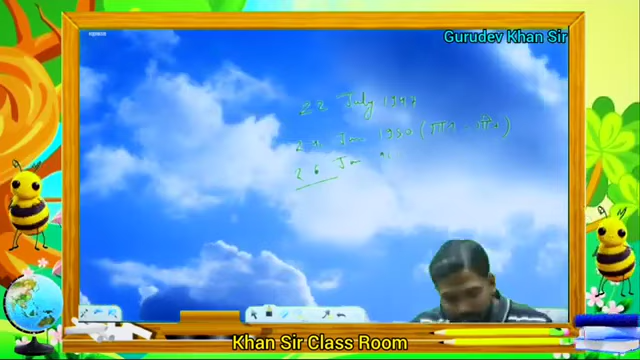 Gurudev Khan Sir
22 July 1947
24 Jan 1950
26 Jan
Khan Sir Class Room